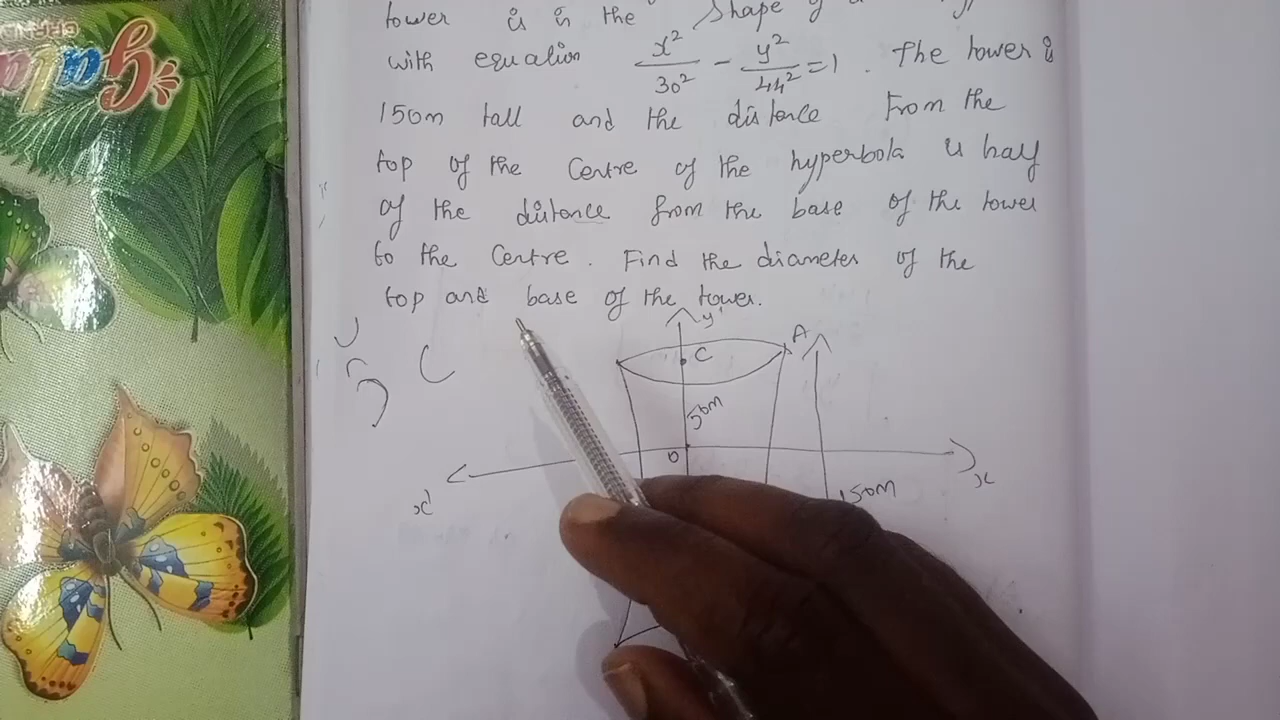 tower is in the shape of a
with equation x²/30² - y²/44² = 1. The tower is
150m tall and the distance from the
top of the Centre of the hyperbola is half
of the distance from the base of the tower
to the Centre. Find the diameter of the
top and base of the tower.
y'
C
A
50m
O
x'
x
150m
Gala
GRAND